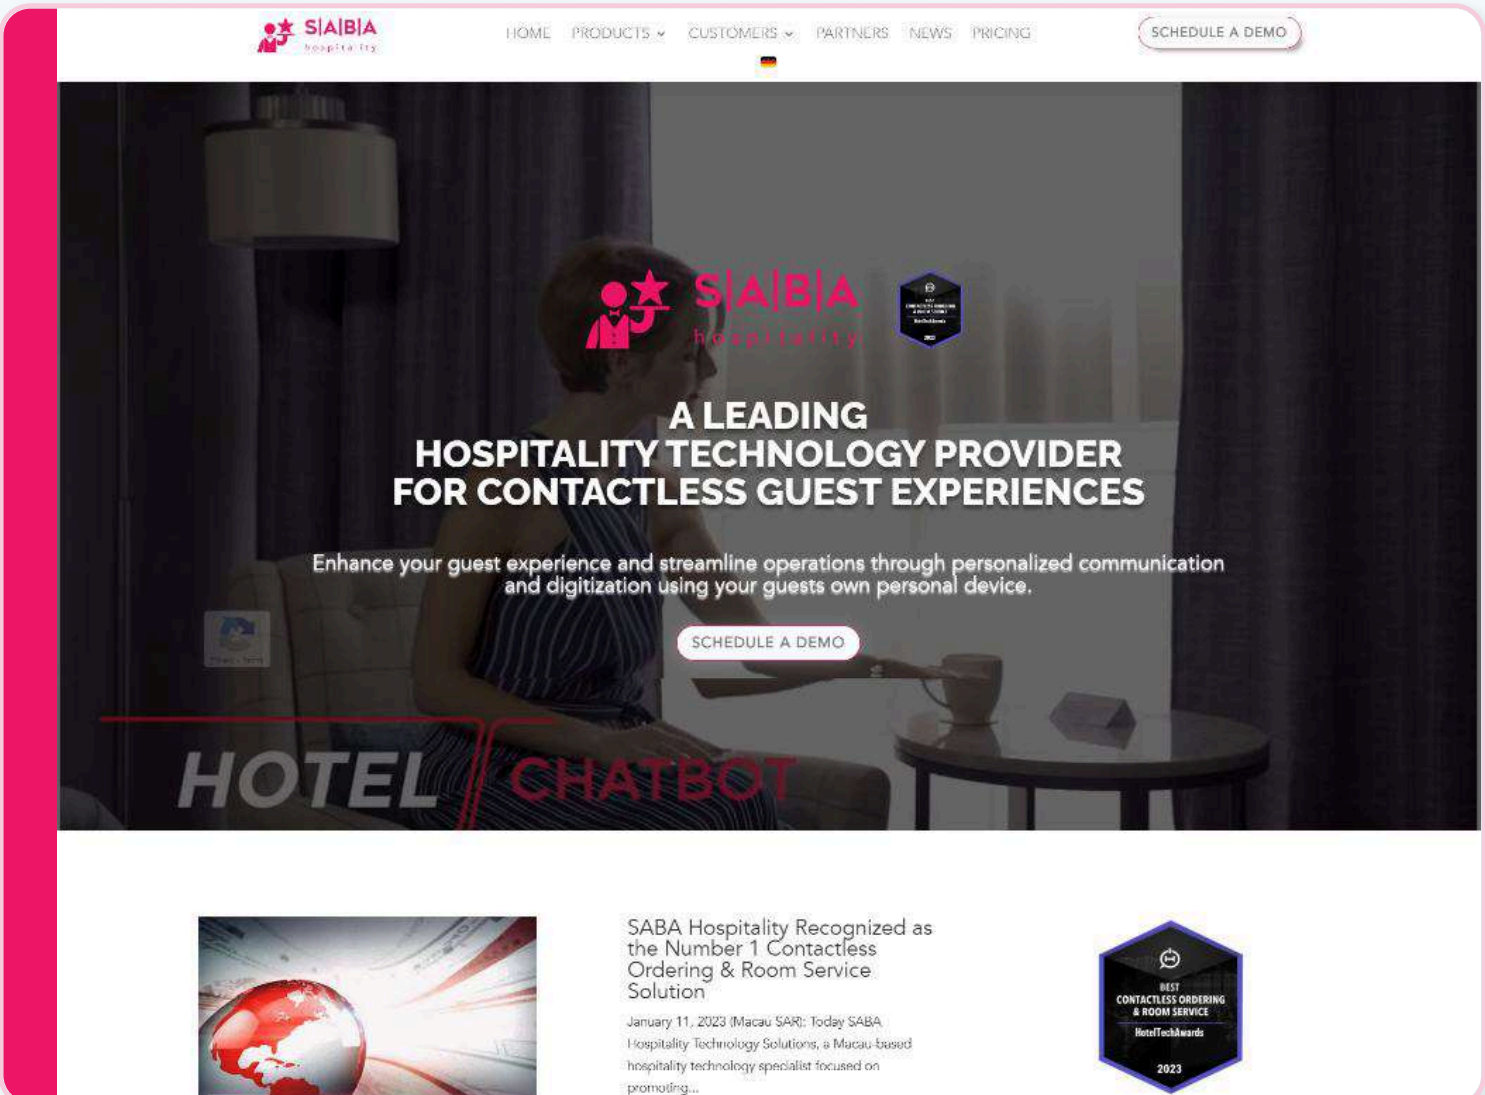 S|A|B|A
hospitality
HOME PRODUCTS CUSTOMERS PARTNERS NEWS PRICING
SCHEDULE A DEMO
S|A|B|A
hospitality
2023
A LEADING
HOSPITALITY TECHNOLOGY PROVIDER
FOR CONTACTLESS GUEST EXPERIENCES
Enhance your guest experience and streamline operations through personalized communication
and digitization using your guests own personal device.
SCHEDULE A DEMO
HOTEL CHATBOT
SABA Hospitality Recognized as
the Number 1 Contactless
Ordering & Room Service
Solution
January 11, 2023 (Macau SAR): Today SABA
Hospitality Technology Solutions, a Macau-based
hospitality technology specialist focused on
promoting...
BEST
CONTACTLESS ORDERING
& ROOM SERVICE
HotelTechAwards
2023